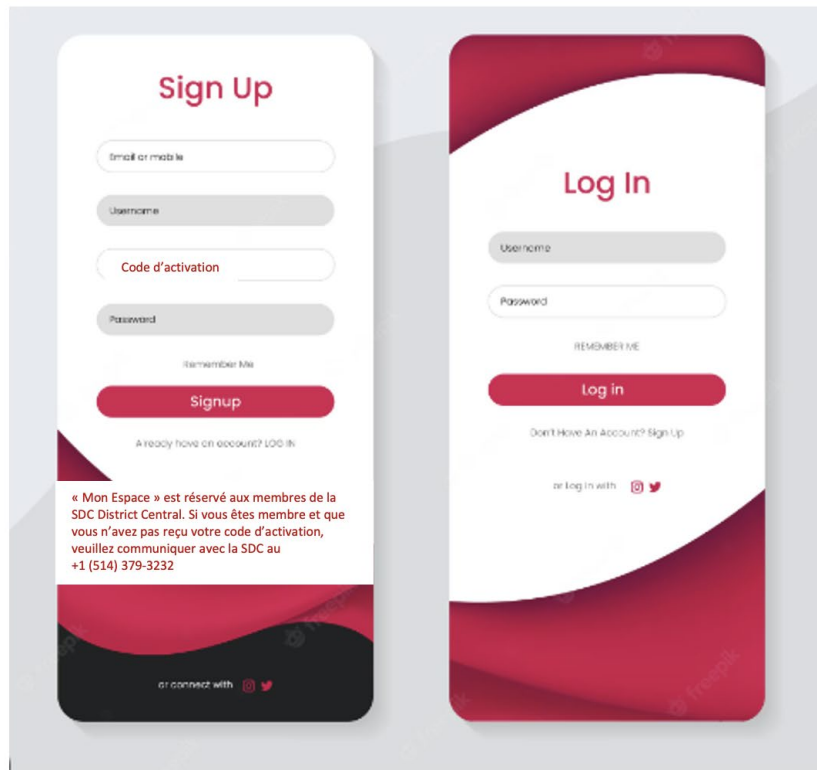 Sign Up
Email or mobile
Username
Code d’activation
Password
Remember Me
Signup
Already have an account? LOG IN
« Mon Espace » est réservé aux membres de la
SDC District Central. Si vous êtes membre et que
vous n’avez pas reçu votre code d’activation,
veuillez communiquer avec la SDC au
+1 (514) 379-3232
or connect with
Log In
Username
Password
REMEMBER ME
Log in
Don't Have An Account? Sign Up
or Log In with
freepik
freepik
freepik